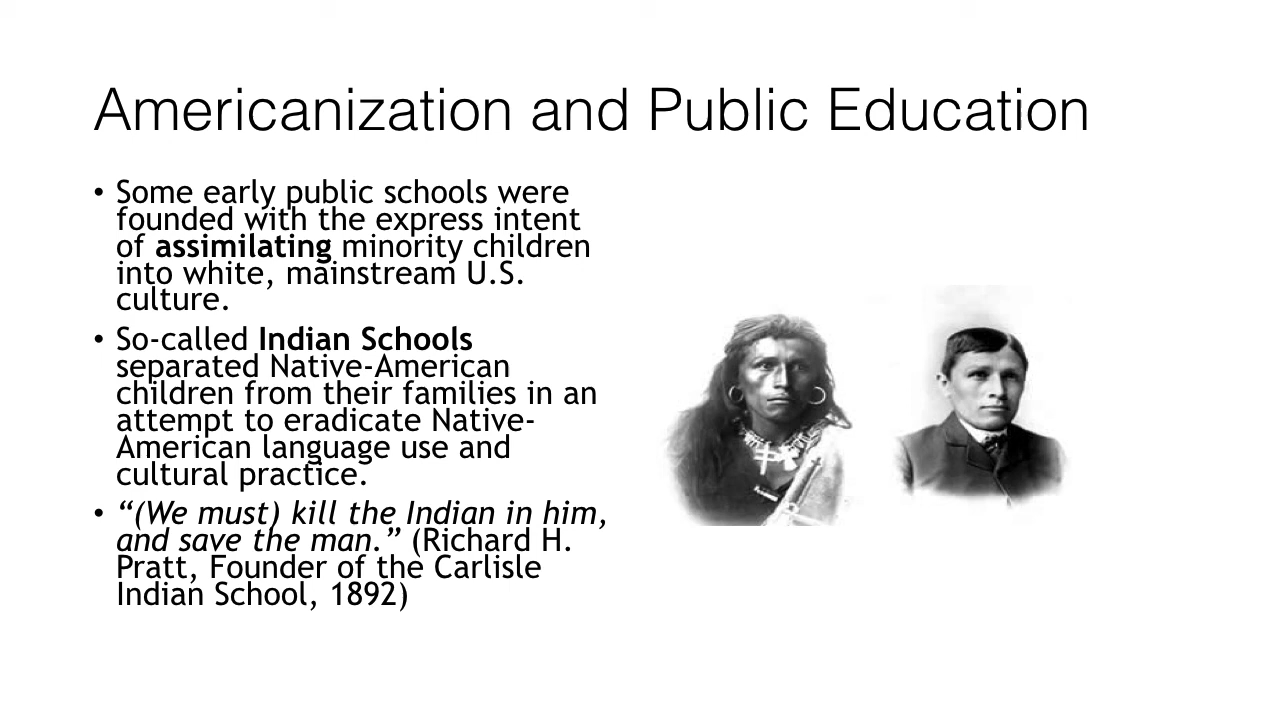 Americanization and Public Education
• Some early public schools were
founded with the express intent
of assimilating minority children
into white, mainstream U.S.
culture.
• So-called Indian Schools
separated Native-American
children from their families in an
attempt to eradicate Native-
American language use and
cultural practice.
• “(We must) kill the Indian in him,
and save the man.” (Richard H.
Pratt, Founder of the Carlisle
Indian School, 1892)